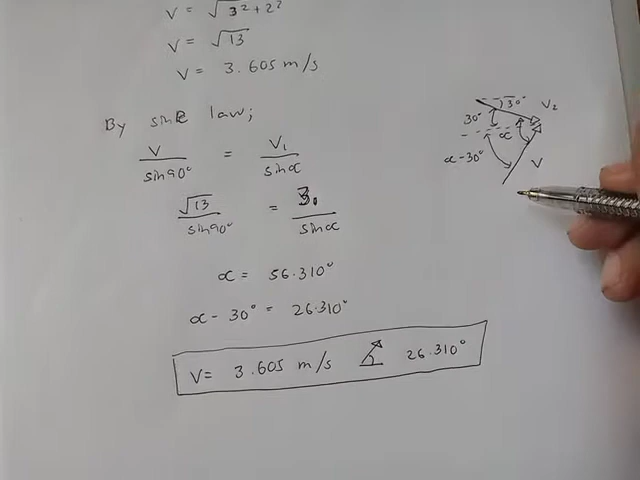 V = √3²+2²
V = √13
V = 3.605 m/s
By sine law;
V/sin90° = V₁/sinα
√13/sin90° = 3./sinα
α = 56.310°
α - 30° = 26.310°
V = 3.605 m/s 26.310°
30°
V₂
30°
α
α-30°
V